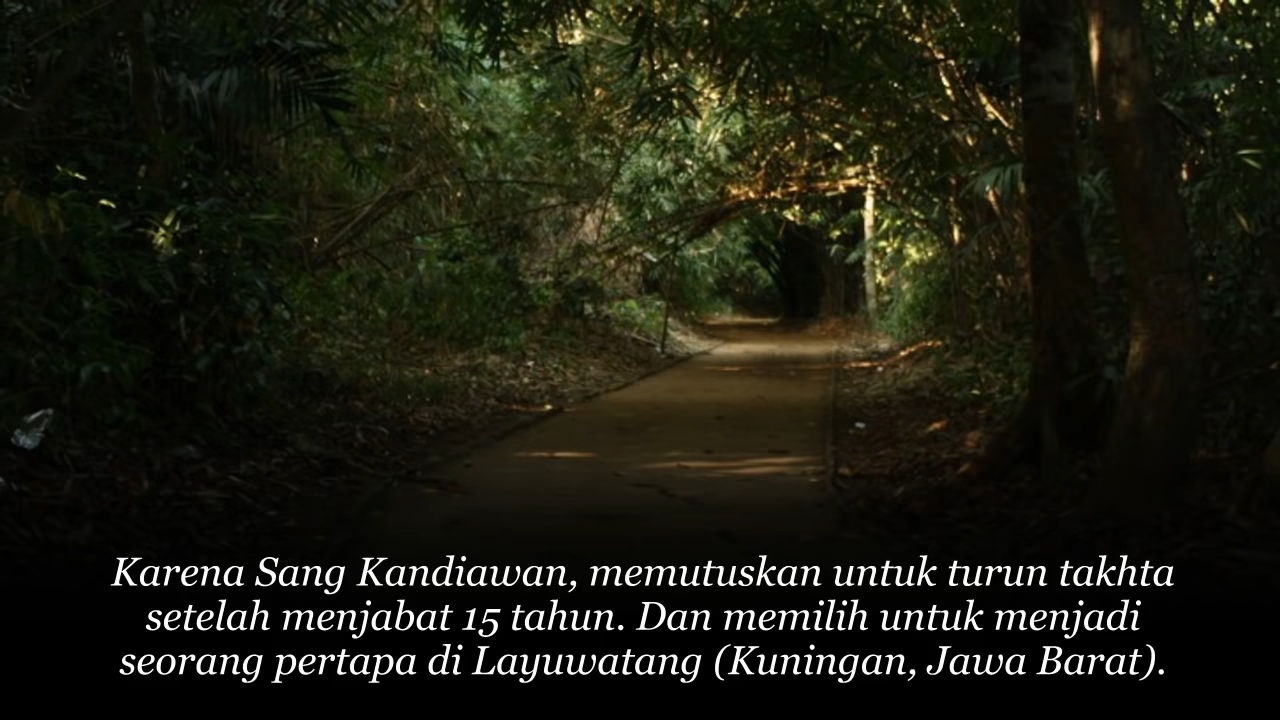 Karena Sang Kandiawan, memutuskan untuk turun takhta
setelah menjabat 15 tahun. Dan memilih untuk menjadi
seorang pertapa di Layuwatang (Kuningan, Jawa Barat).